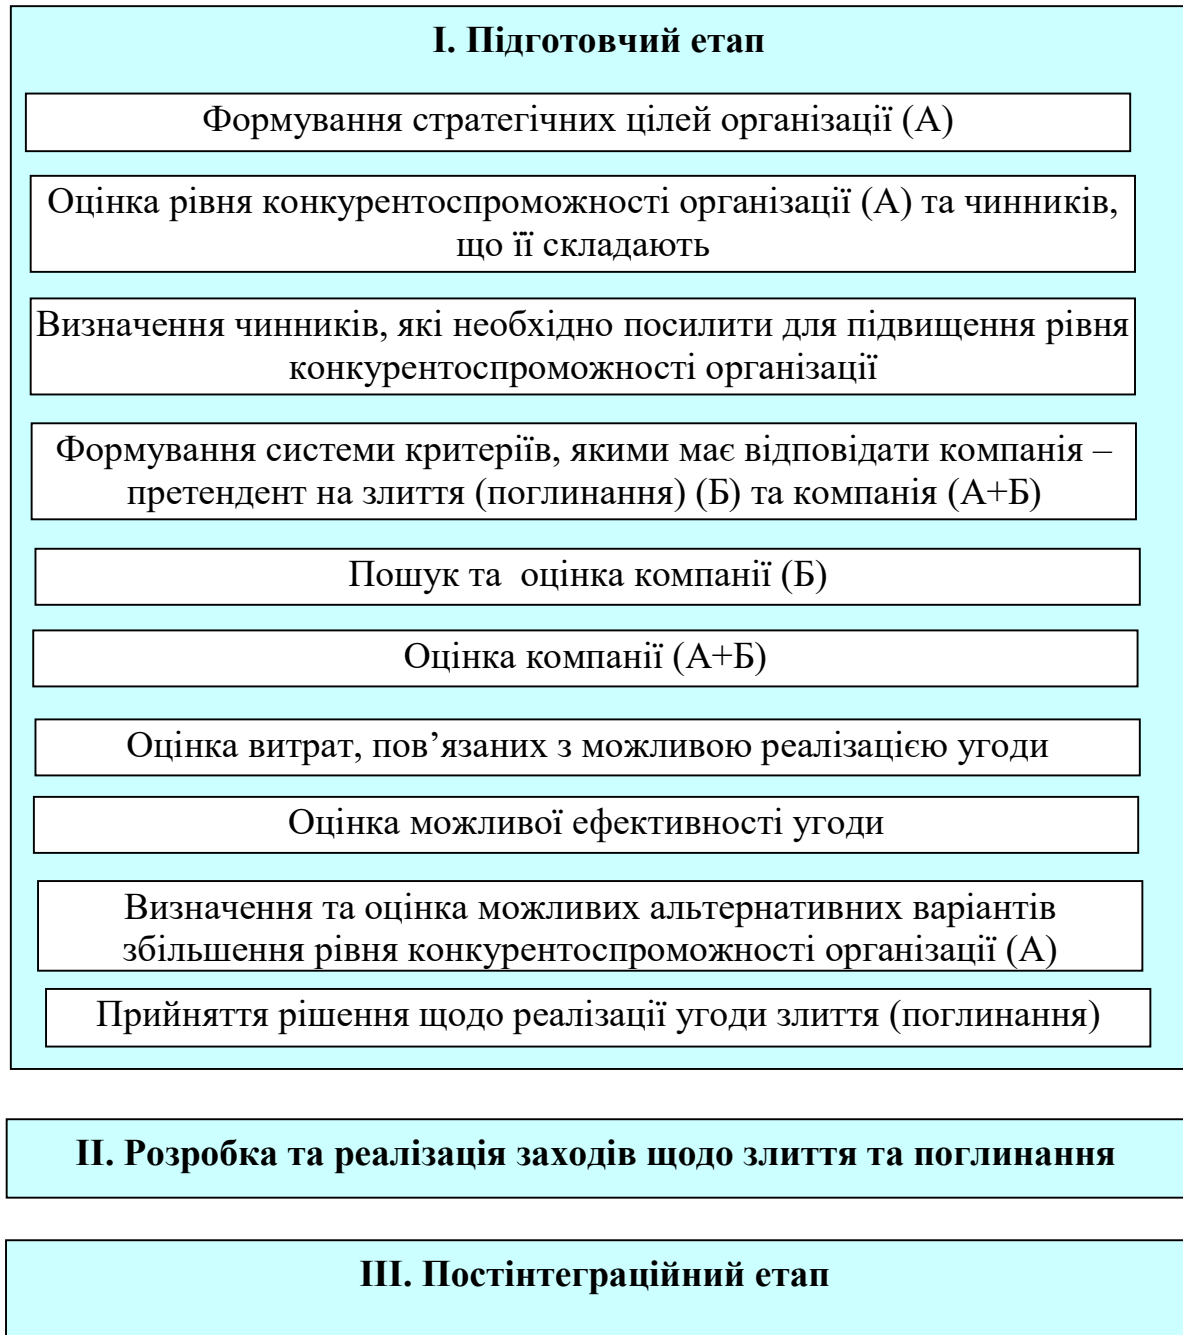 І. Підготовчий етап
Формування стратегічних цілей організації (А)
Оцінка рівня конкурентоспроможності організації (А) та чинників,
що її складають
Визначення чинників, які необхідно посилити для підвищення рівня
конкурентоспроможності організації
Формування системи критеріїв, якими має відповідати компанія –
претендент на злиття (поглинання) (Б) та компанія (А+Б)
Пошук та оцінка компанії (Б)
Оцінка компанії (А+Б)
Оцінка витрат, пов’язаних з можливою реалізацією угоди
Оцінка можливої ефективності угоди
Визначення та оцінка можливих альтернативних варіантів
збільшення рівня конкурентоспроможності організації (А)
Прийняття рішення щодо реалізації угоди злиття (поглинання)
ІІ. Розробка та реалізація заходів щодо злиття та поглинання
ІІІ. Постінтеграційний етап